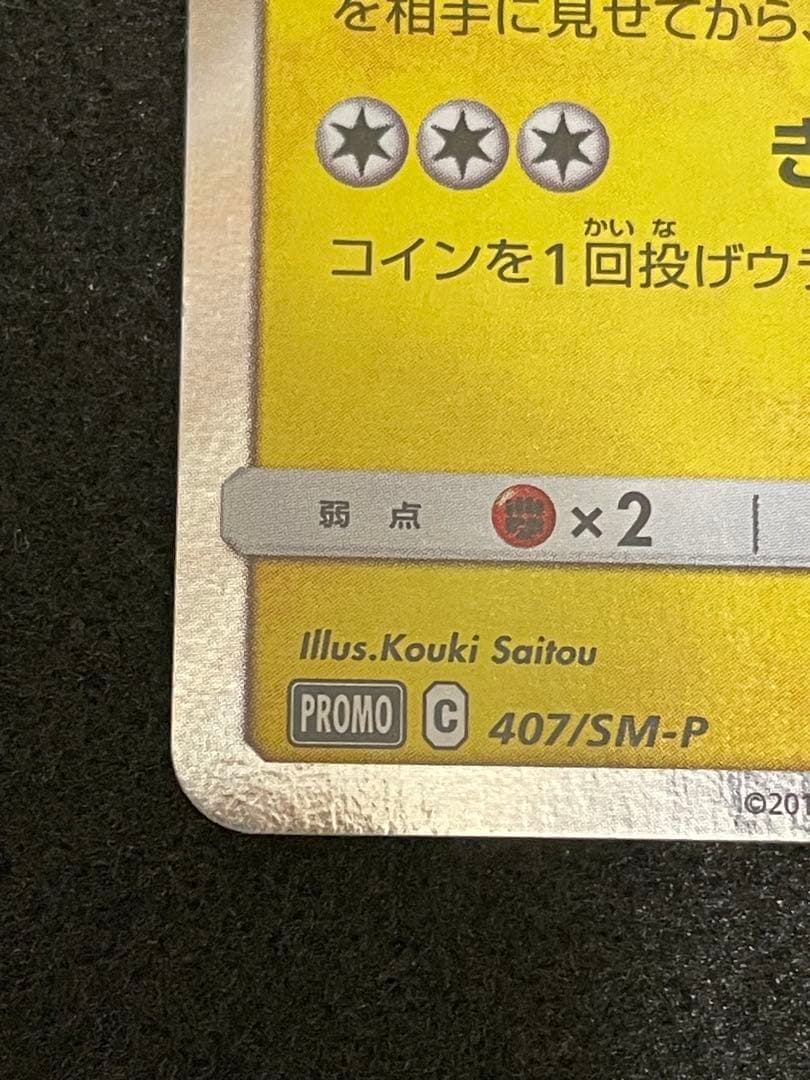 を相手に見せてから、
き
かい な
コインを1回投げウラ
弱 点 ×2
Illus.Kouki Saitou
PROMO C 407/SM-P
©201